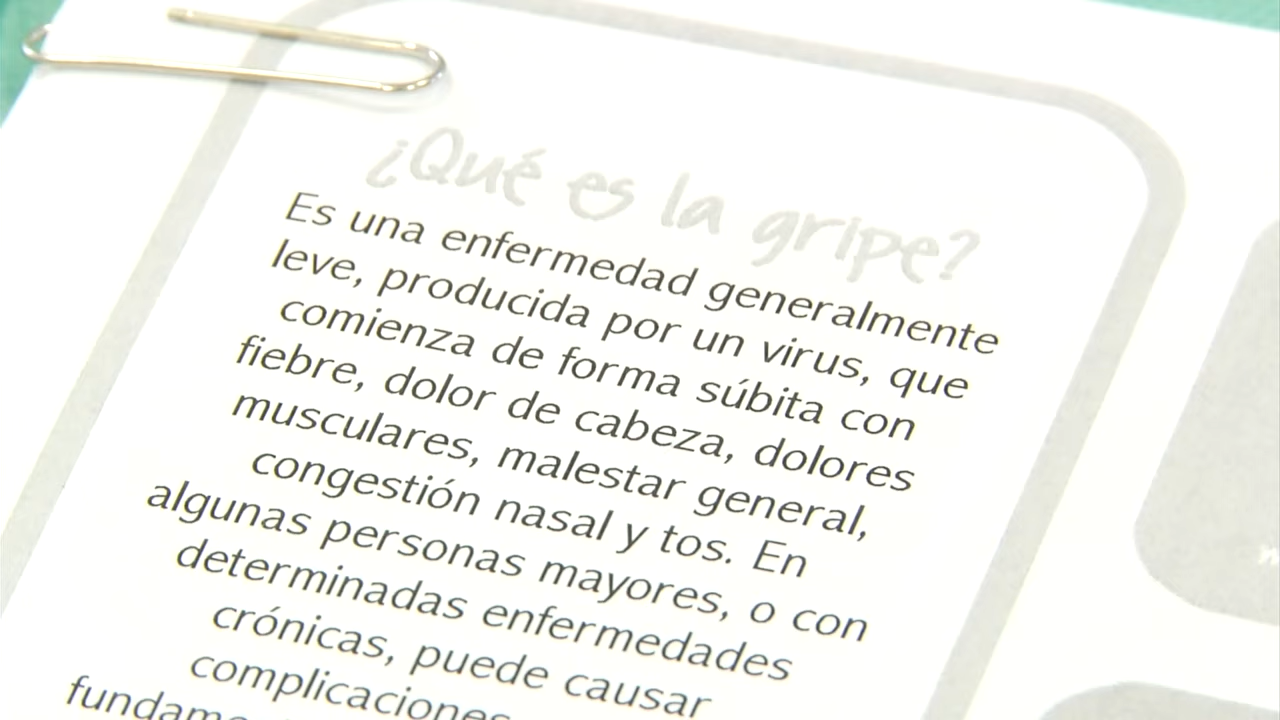 ¿Qué es la gripe?
Es una enfermedad generalmente
leve, producida por un virus, que
comienza de forma súbita con
fiebre, dolor de cabeza, dolores
musculares, malestar general,
congestión nasal y tos. En
algunas personas mayores, o con
determinadas enfermedades
crónicas, puede causar
complicaciones